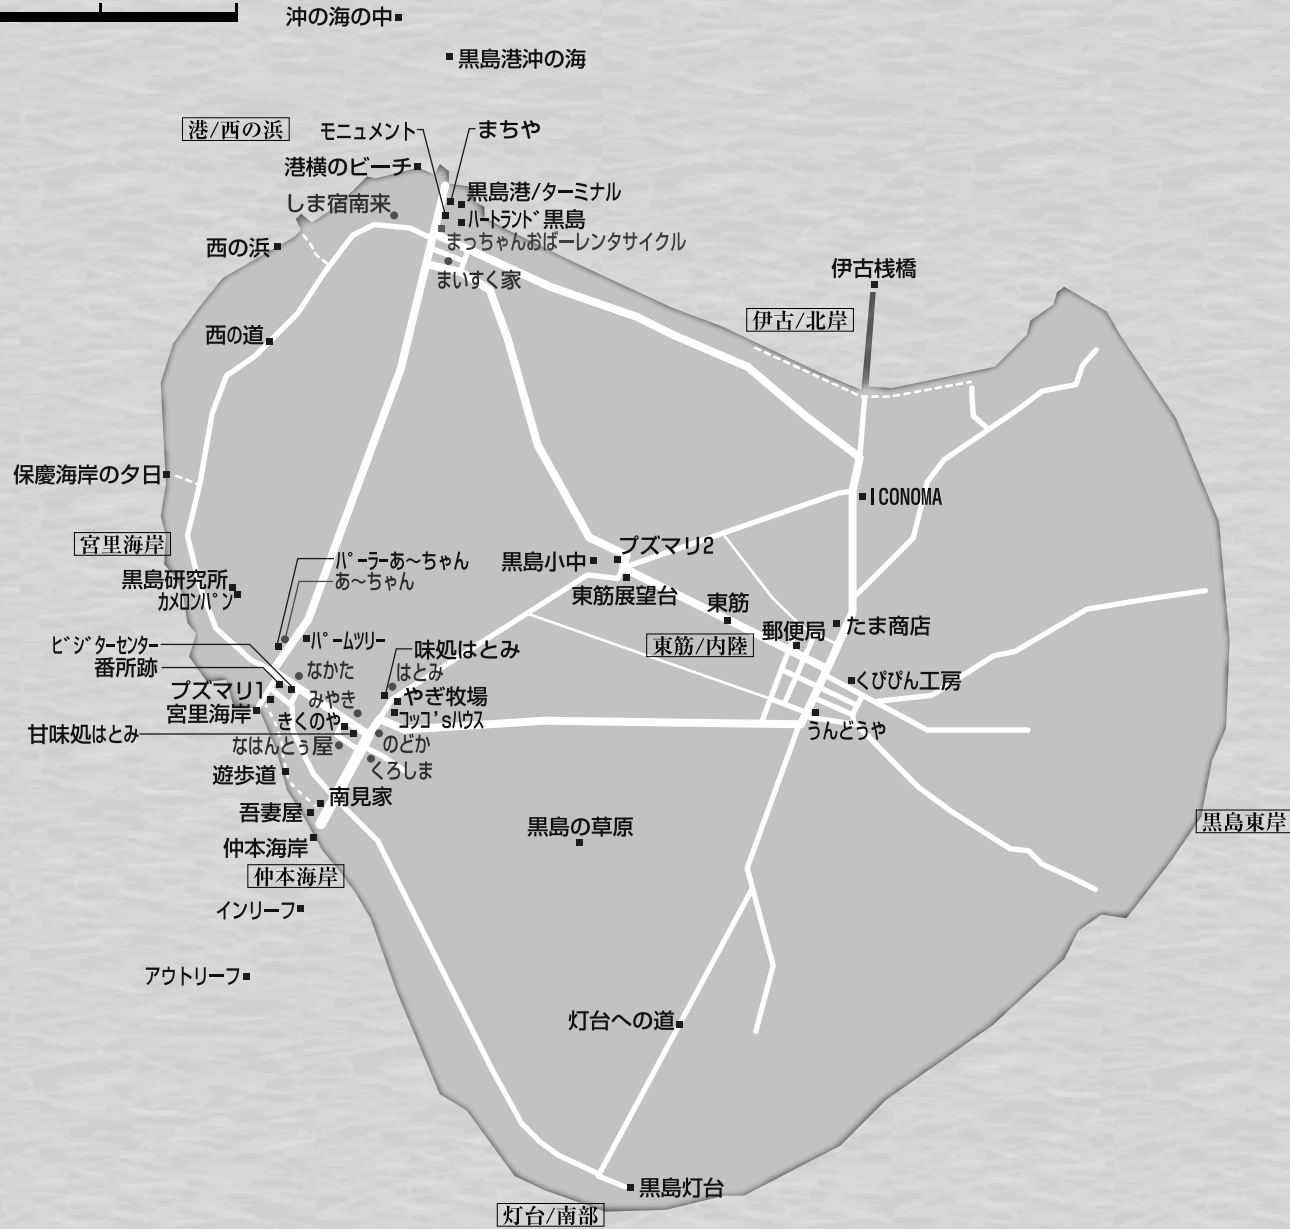 沖の海の中
黒島港沖の海
港/西の浜
モニュメント
まちや
港横のビーチ
黒島港/ターミナル
しま宿南来
ハートランド黒島
まっちゃんおばーレンタサイクル
西の浜
まいすく家
伊古桟橋
伊古/北岸
西の道
保慶海岸の夕日
ICONOMA
宮里海岸
プズマリ2
パーラーあ〜ちゃん
黒島小中
黒島研究所
あ〜ちゃん
カメロンパン
東筋展望台
東筋
郵便局
たま商店
ビジターセンター
パームツリー
味処はとみ
東筋/内陸
番所跡
なかた
はとみ
くぴぴん工房
プズマリ1
みやき
やぎ牧場
宮里海岸
きくのや
コッコ'sハウス
甘味処はとみ
なはんとぅ屋
のどか
うんどうや
遊歩道
くろしま
南見家
吾妻屋
黒島の草原
黒島東岸
仲本海岸
仲本海岸
インリーフ
アウトリーフ
灯台への道
黒島灯台
灯台/南部